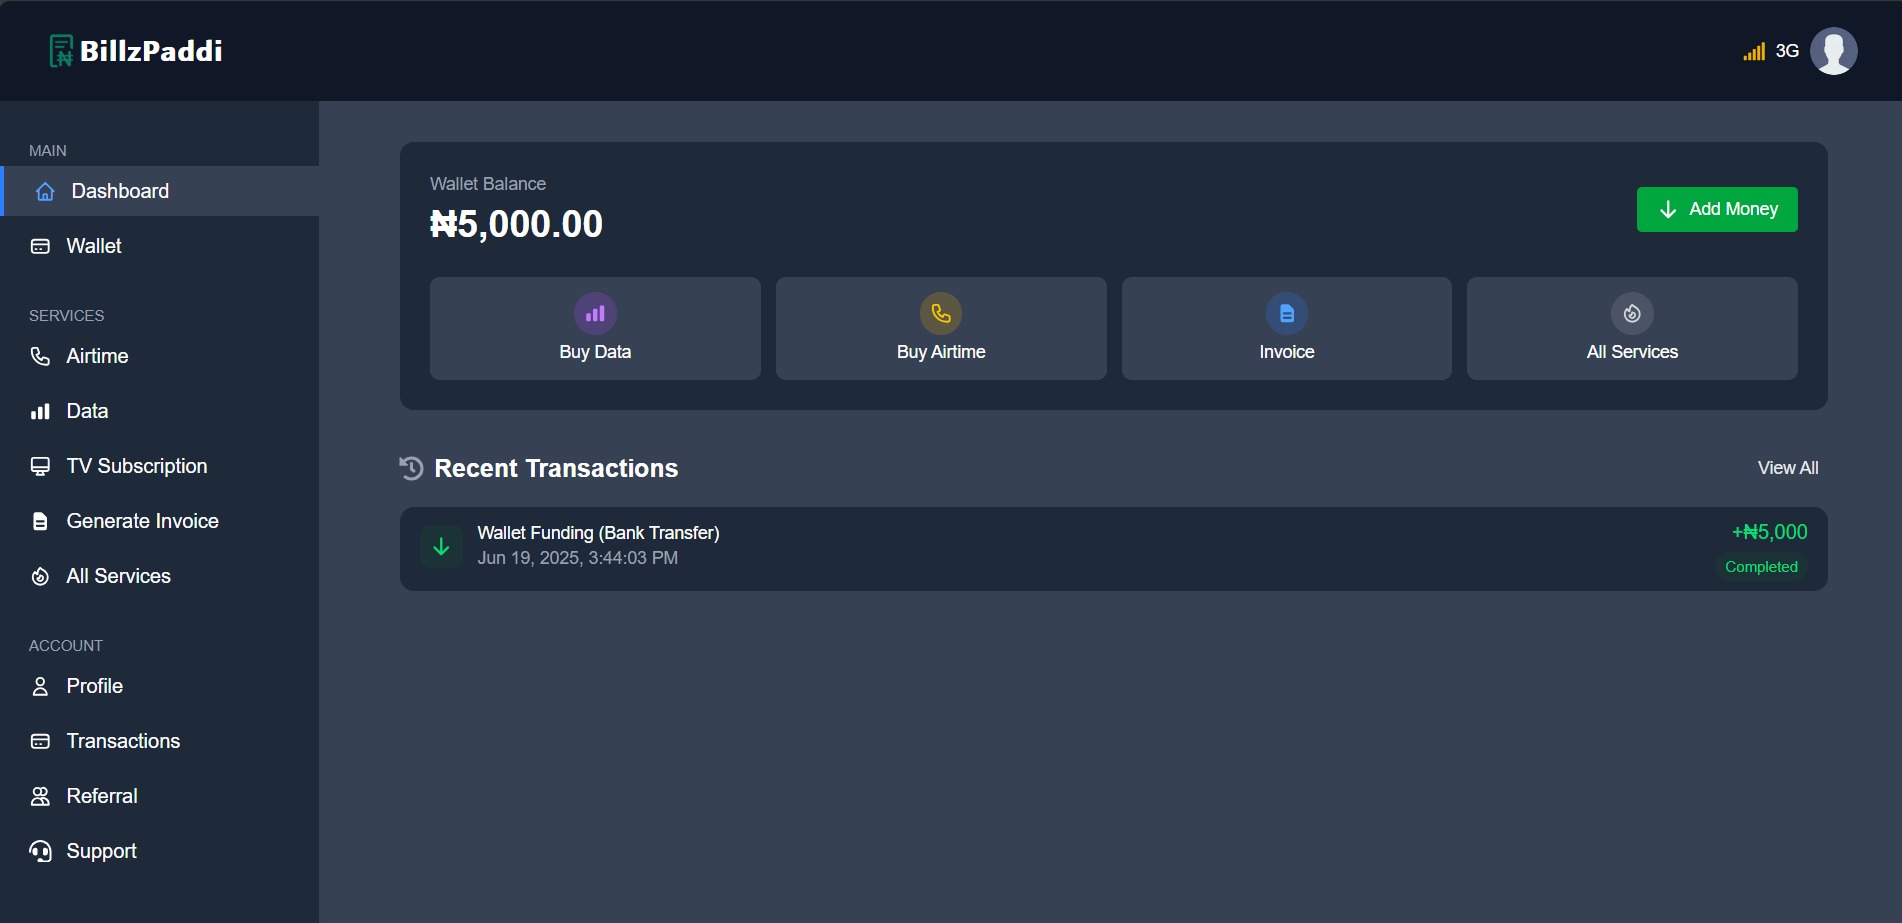 BillzPaddi
3G
MAIN
Dashboard
Wallet
SERVICES
Airtime
Data
TV Subscription
Generate Invoice
All Services
ACCOUNT
Profile
Transactions
Referral
Support
Wallet Balance
₦5,000.00
Add Money
Buy Data
Buy Airtime
Invoice
All Services
Recent Transactions
View All
Wallet Funding (Bank Transfer)
Jun 19, 2025, 3:44:03 PM
+₦5,000
Completed